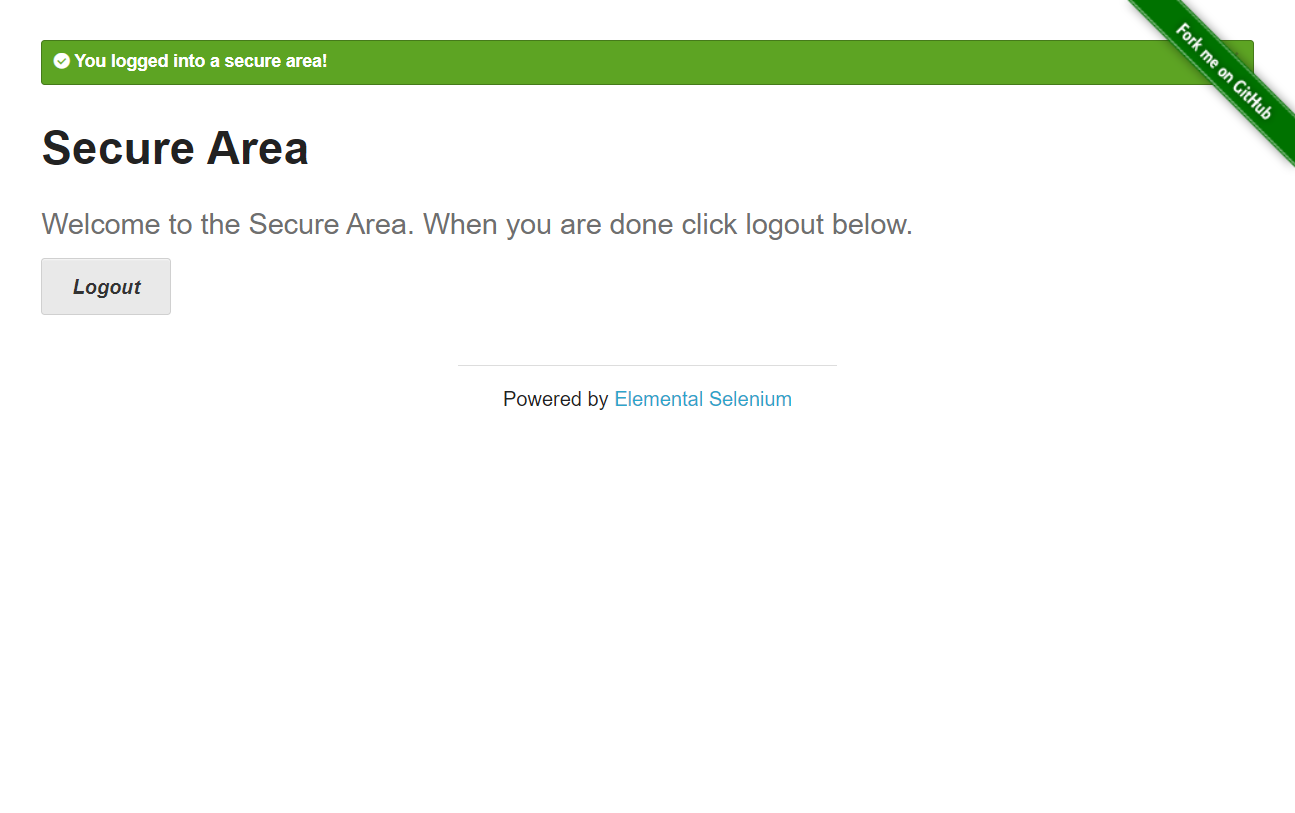 You logged into a secure area!
Fork me on GitHub
Secure Area
Welcome to the Secure Area. When you are done click logout below.
Logout
Powered by Elemental Selenium